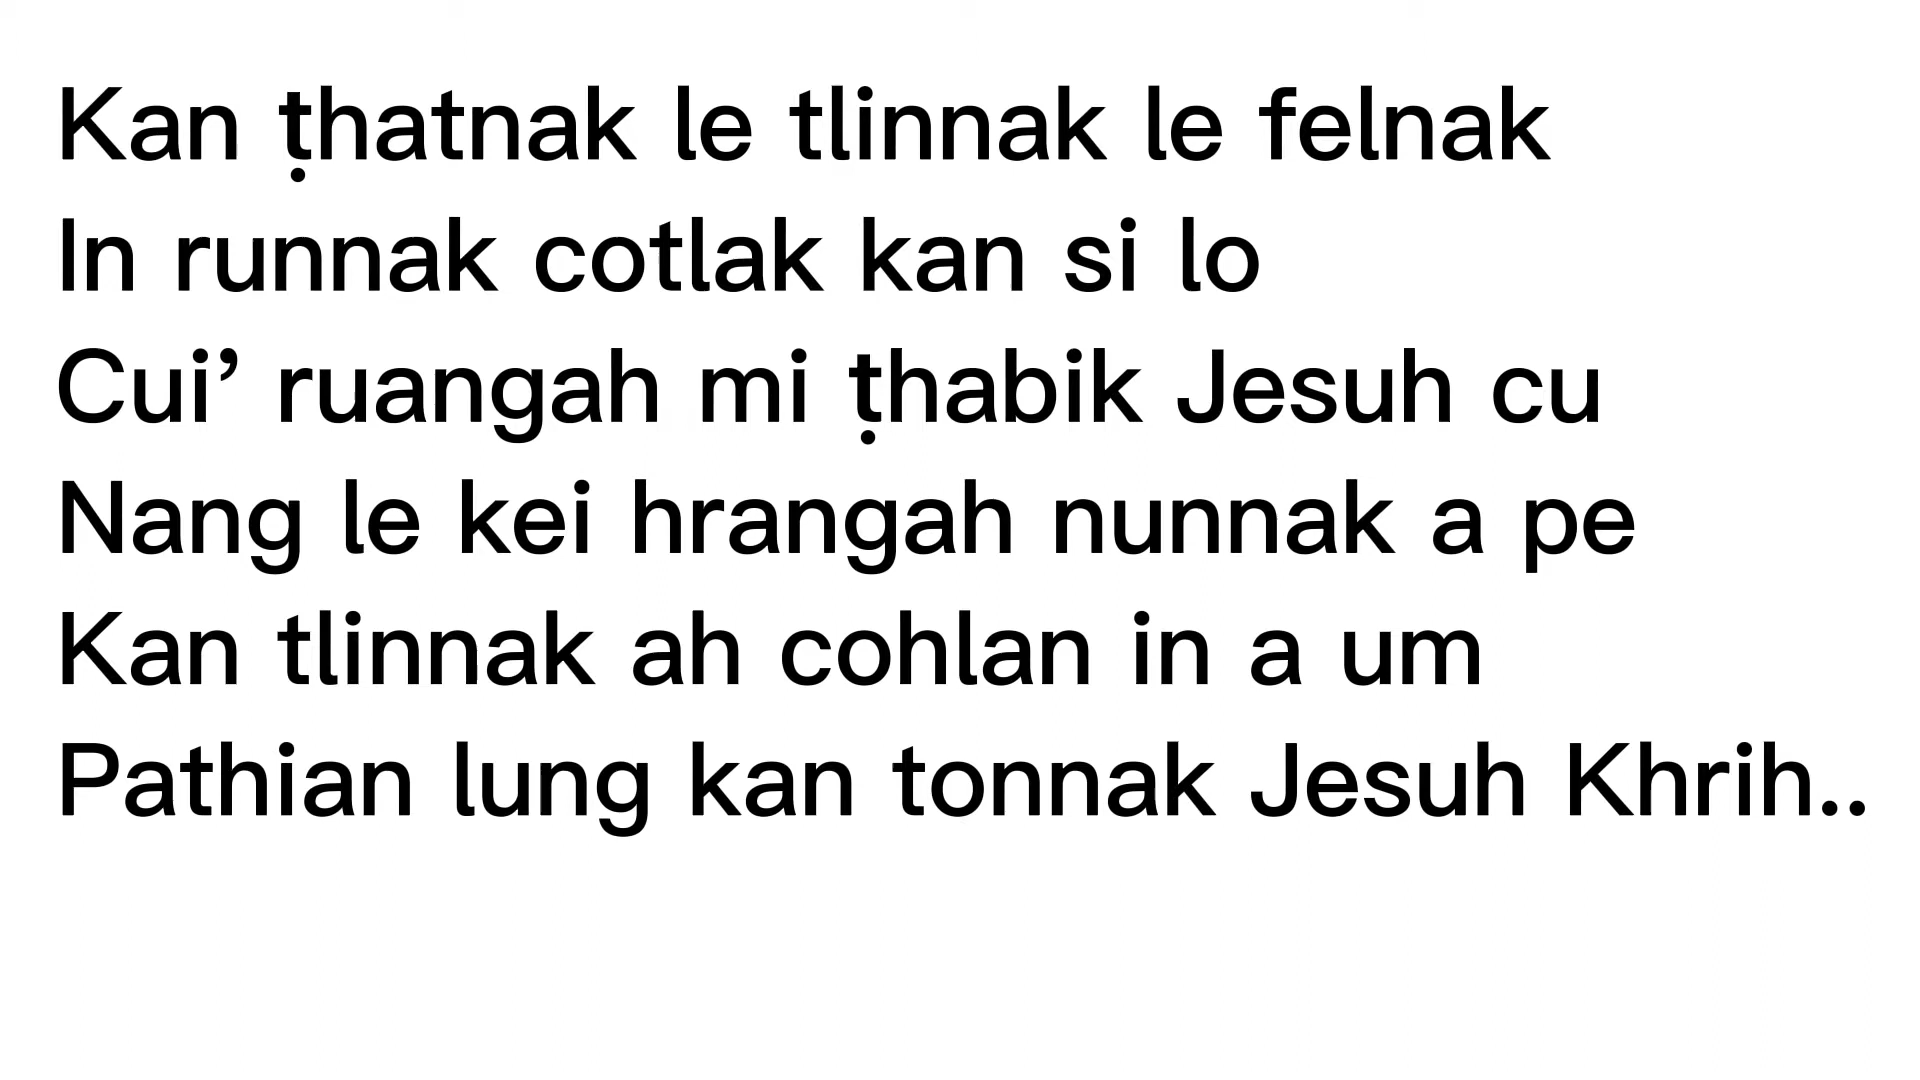 Kan ṭhatnak le tlinnak le felnak
In runnak cotlak kan si lo
Cui’ ruangah mi ṭhabik Jesuh cu
Nang le kei hrangah nunnak a pe
Kan tlinnak ah cohlan in a um
Pathian lung kan tonnak Jesuh Khrih..